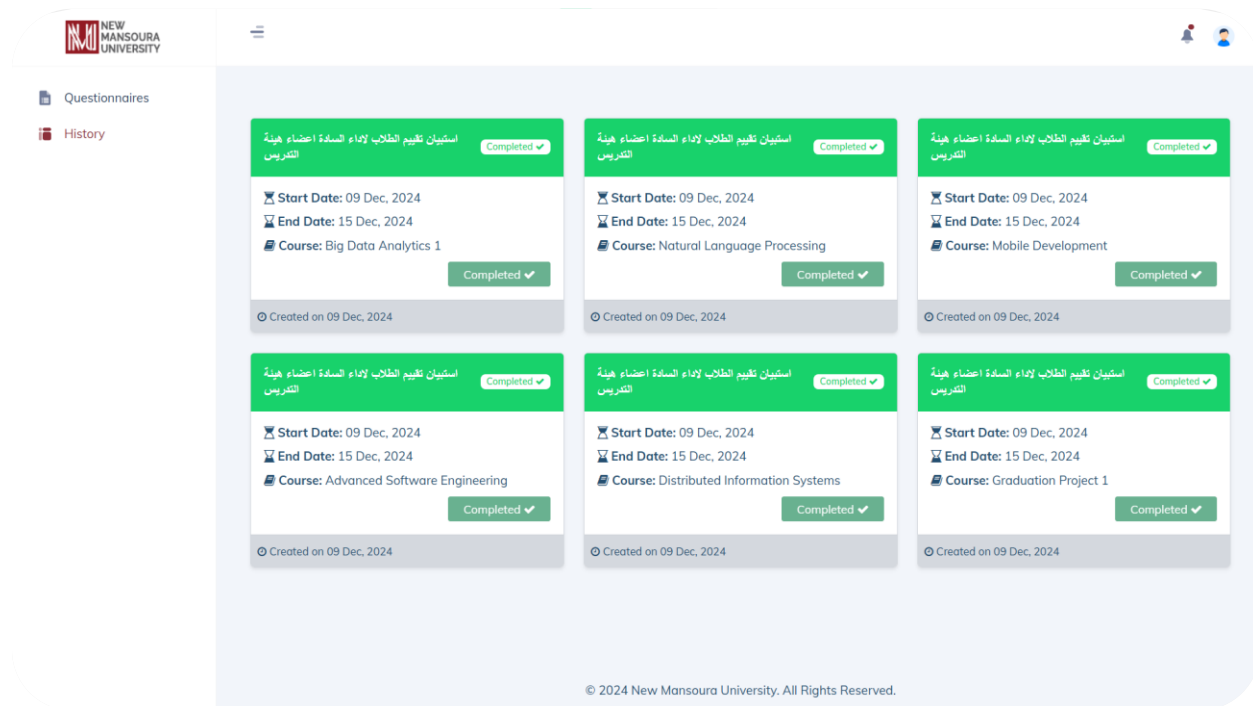 NEW
MANSOURA
UNIVERSITY
Questionnaires
History
استبيان تقييم الطلاب لاداء السادة اعضاء هيئة
التدريس
Completed
Start Date: 09 Dec, 2024
End Date: 15 Dec, 2024
Course: Big Data Analytics 1
Completed
Created on 09 Dec, 2024
استبيان تقييم الطلاب لاداء السادة اعضاء هيئة
التدريس
Completed
Start Date: 09 Dec, 2024
End Date: 15 Dec, 2024
Course: Natural Language Processing
Completed
Created on 09 Dec, 2024
استبيان تقييم الطلاب لاداء السادة اعضاء هيئة
التدريس
Completed
Start Date: 09 Dec, 2024
End Date: 15 Dec, 2024
Course: Mobile Development
Completed
Created on 09 Dec, 2024
استبيان تقييم الطلاب لاداء السادة اعضاء هيئة
التدريس
Completed
Start Date: 09 Dec, 2024
End Date: 15 Dec, 2024
Course: Advanced Software Engineering
Completed
Created on 09 Dec, 2024
استبيان تقييم الطلاب لاداء السادة اعضاء هيئة
التدريس
Completed
Start Date: 09 Dec, 2024
End Date: 15 Dec, 2024
Course: Distributed Information Systems
Completed
Created on 09 Dec, 2024
استبيان تقييم الطلاب لاداء السادة اعضاء هيئة
التدريس
Completed
Start Date: 09 Dec, 2024
End Date: 15 Dec, 2024
Course: Graduation Project 1
Completed
Created on 09 Dec, 2024
© 2024 New Mansoura University. All Rights Reserved.